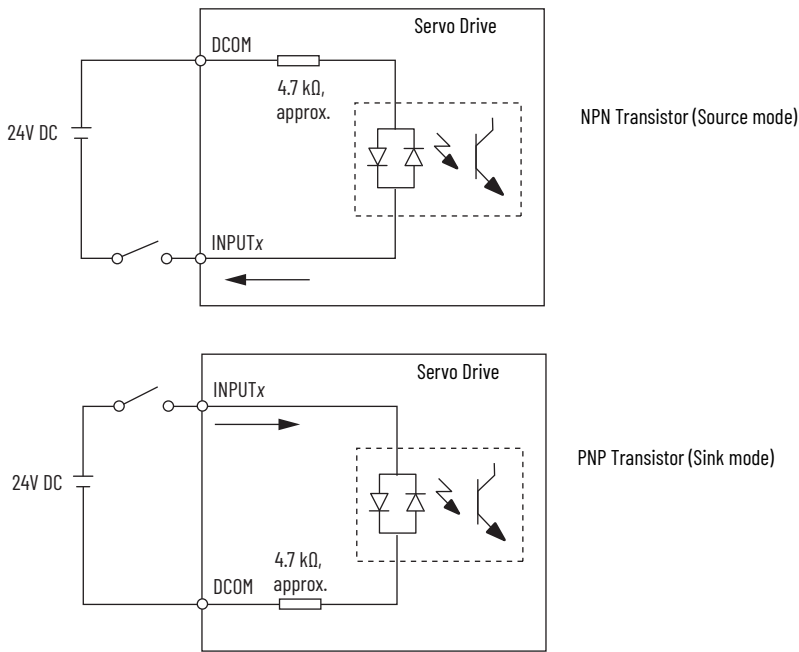 Servo Drive
DCOM
4.7 kΩ,
approx.
24V DC
NPN Transistor (Source mode)
INPUTx
Servo Drive
INPUTx
24V DC
PNP Transistor (Sink mode)
4.7 kΩ,
approx.
DCOM